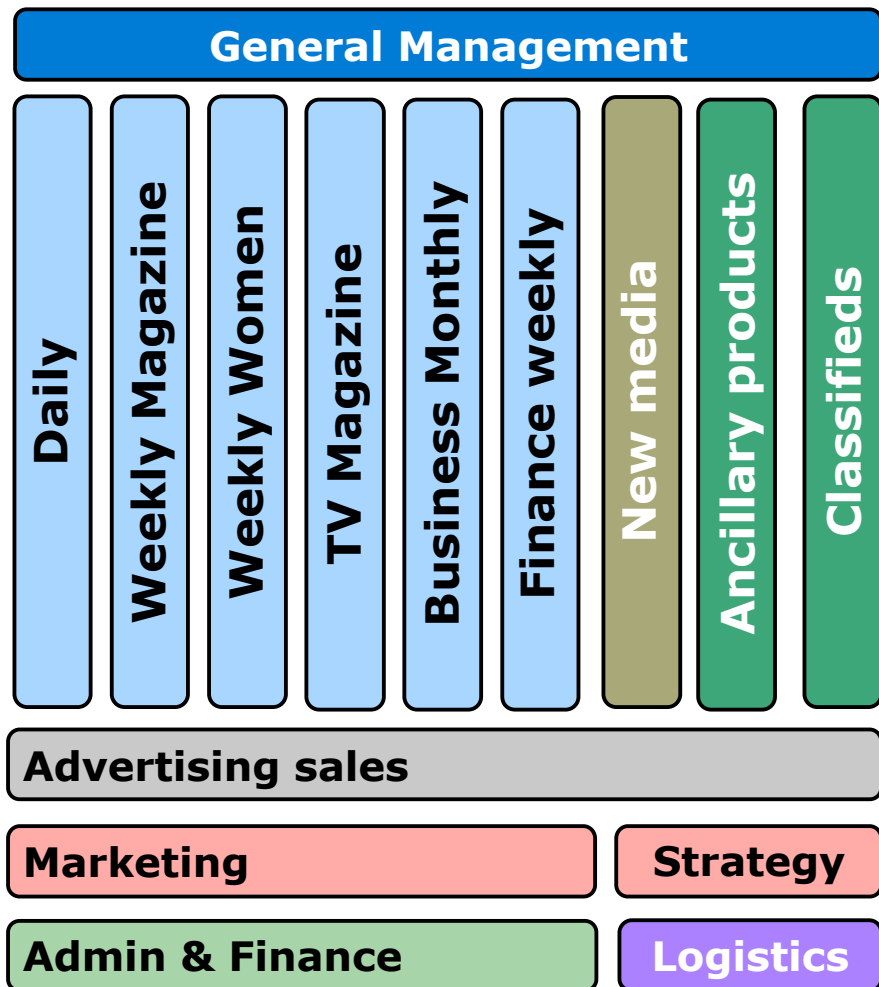 General Management
Daily
Weekly Magazine
Weekly Women
TV Magazine
Business Monthly
Finance weekly
New media
Ancillary products
Classifieds
Advertising sales
Marketing
Strategy
Admin & Finance
Logistics